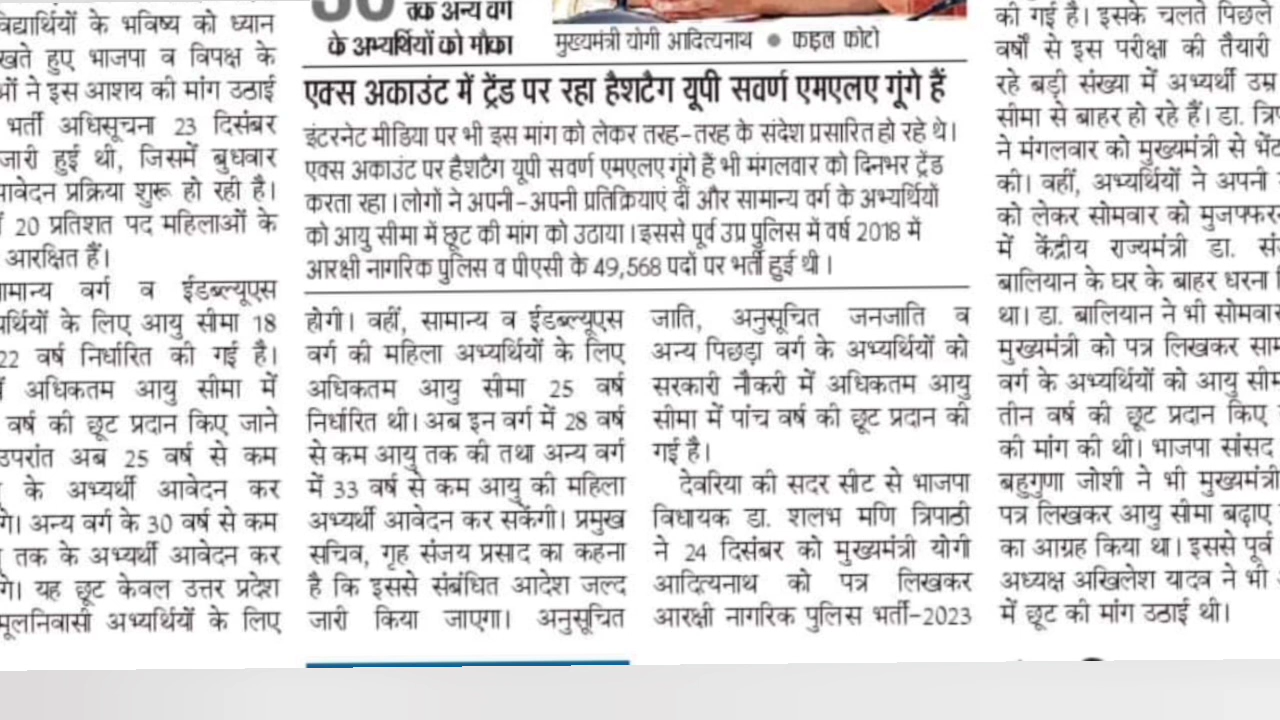 विद्यार्थियों के भविष्य को ध्यान
खते हुए भाजपा व विपक्ष के
ओं ने इस आशय की मांग उठाई
भर्ती अधिसूचना 23 दिसंबर
जारी हुई थी, जिसमें बुधवार
आवेदन प्रक्रिया शुरू हो रही है।
20 प्रतिशत पद महिलाओं के
आरक्षित हैं।
ामान्य वर्ग व ईडब्ल्यूएस
यर्थियों के लिए आयु सीमा 18
22 वर्ष निर्धारित की गई है।
अधिकतम आयु सीमा में
वर्ष की छूट प्रदान किए जाने
उपरांत अब 25 वर्ष से कम
के अभ्यर्थी आवेदन कर
गे। अन्य वर्ग के 30 वर्ष से कम
तक के अभ्यर्थी आवेदन कर
गे। यह छूट केवल उत्तर प्रदेश
मूलनिवासी अभ्यर्थियों के लिए
30 तक अन्य वर्ग
के अभ्यर्थियों को मौका
मुख्यमंत्री योगी आदित्यनाथ ● फाइल फोटो
एक्स अकाउंट में ट्रेंड पर रहा हैशटैग यूपी सवर्ण एमएलए गूंगे हैं
इंटरनेट मीडिया पर भी इस मांग को लेकर तरह-तरह के संदेश प्रसारित हो रहे थे।
एक्स अकाउंट पर हैशटैग यूपी सवर्ण एमएलए गूंगे हैं भी मंगलवार को दिनभर ट्रेंड
करता रहा। लोगों ने अपनी-अपनी प्रतिक्रियाएं दीं और सामान्य वर्ग के अभ्यर्थियों
को आयु सीमा में छूट की मांग को उठाया। इससे पूर्व उप्र पुलिस में वर्ष 2018 में
आरक्षी नागरिक पुलिस व पीएसी के 49,568 पदों पर भर्ती हुई थी।
होगी। वहीं, सामान्य व ईडब्ल्यूएस
वर्ग की महिला अभ्यर्थियों के लिए
अधिकतम आयु सीमा 25 वर्ष
निर्धारित थी। अब इन वर्ग में 28 वर्ष
से कम आयु तक की तथा अन्य वर्ग
में 33 वर्ष से कम आयु की महिला
अभ्यर्थी आवेदन कर सकेंगी। प्रमुख
सचिव, गृह संजय प्रसाद का कहना
है कि इससे संबंधित आदेश जल्द
जारी किया जाएगा। अनुसूचित
जाति, अनुसूचित जनजाति व
अन्य पिछड़ा वर्ग के अभ्यर्थियों को
सरकारी नौकरी में अधिकतम आयु
सीमा में पांच वर्ष की छूट प्रदान की
गई है।
देवरिया की सदर सीट से भाजपा
विधायक डा. शलभ मणि त्रिपाठी
ने 24 दिसंबर को मुख्यमंत्री योगी
आदित्यनाथ को पत्र लिखकर
आरक्षी नागरिक पुलिस भर्ती-2023
की गई है। इसके चलते पिछले
वर्षों से इस परीक्षा की तैयारी
रहे बड़ी संख्या में अभ्यर्थी उम्र
सीमा से बाहर हो रहे हैं। डा. त्रि
ने मंगलवार को मुख्यमंत्री से भेंट
की। वहीं, अभ्यर्थियों ने अपनी
को लेकर सोमवार को मुजफ्फर
में केंद्रीय राज्यमंत्री डा. सं
बालियान के घर के बाहर धरना
था। डा. बालियान ने भी सोमवार
मुख्यमंत्री को पत्र लिखकर साम
वर्ग के अभ्यर्थियों को आयु सीम
तीन वर्ष की छूट प्रदान किए
की मांग की थी। भाजपा सांसद
बहुगुणा जोशी ने भी मुख्यमंत्री
पत्र लिखकर आयु सीमा बढ़ाए
का आग्रह किया था। इससे पूर्व
अध्यक्ष अखिलेश यादव ने भी
में छूट की मांग उठाई थी।